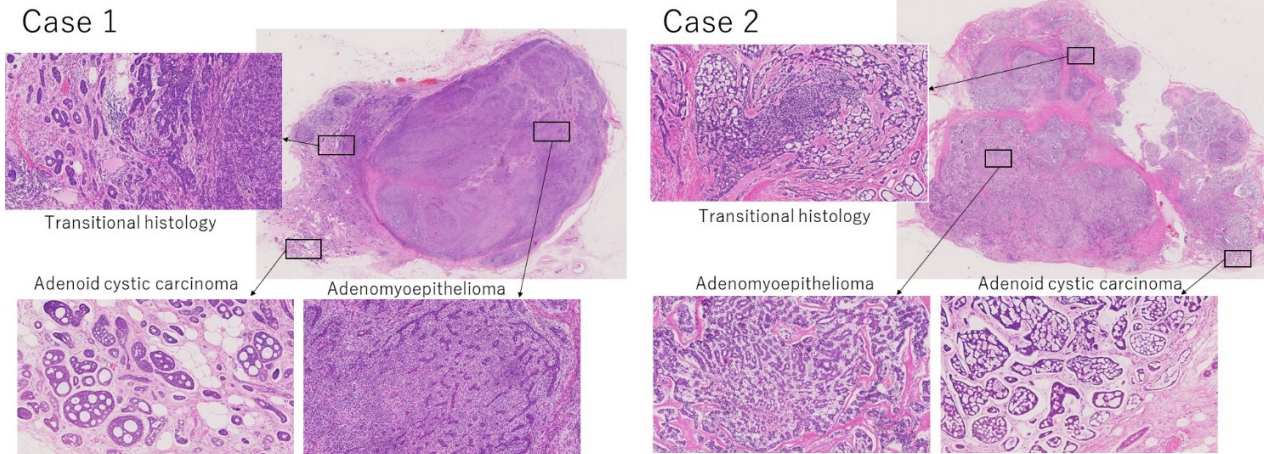 Case 1
Transitional histology
Adenoid cystic carcinoma
Adenomyoepithelioma
Case 2
Transitional histology
Adenomyoepithelioma
Adenoid cystic carcinoma